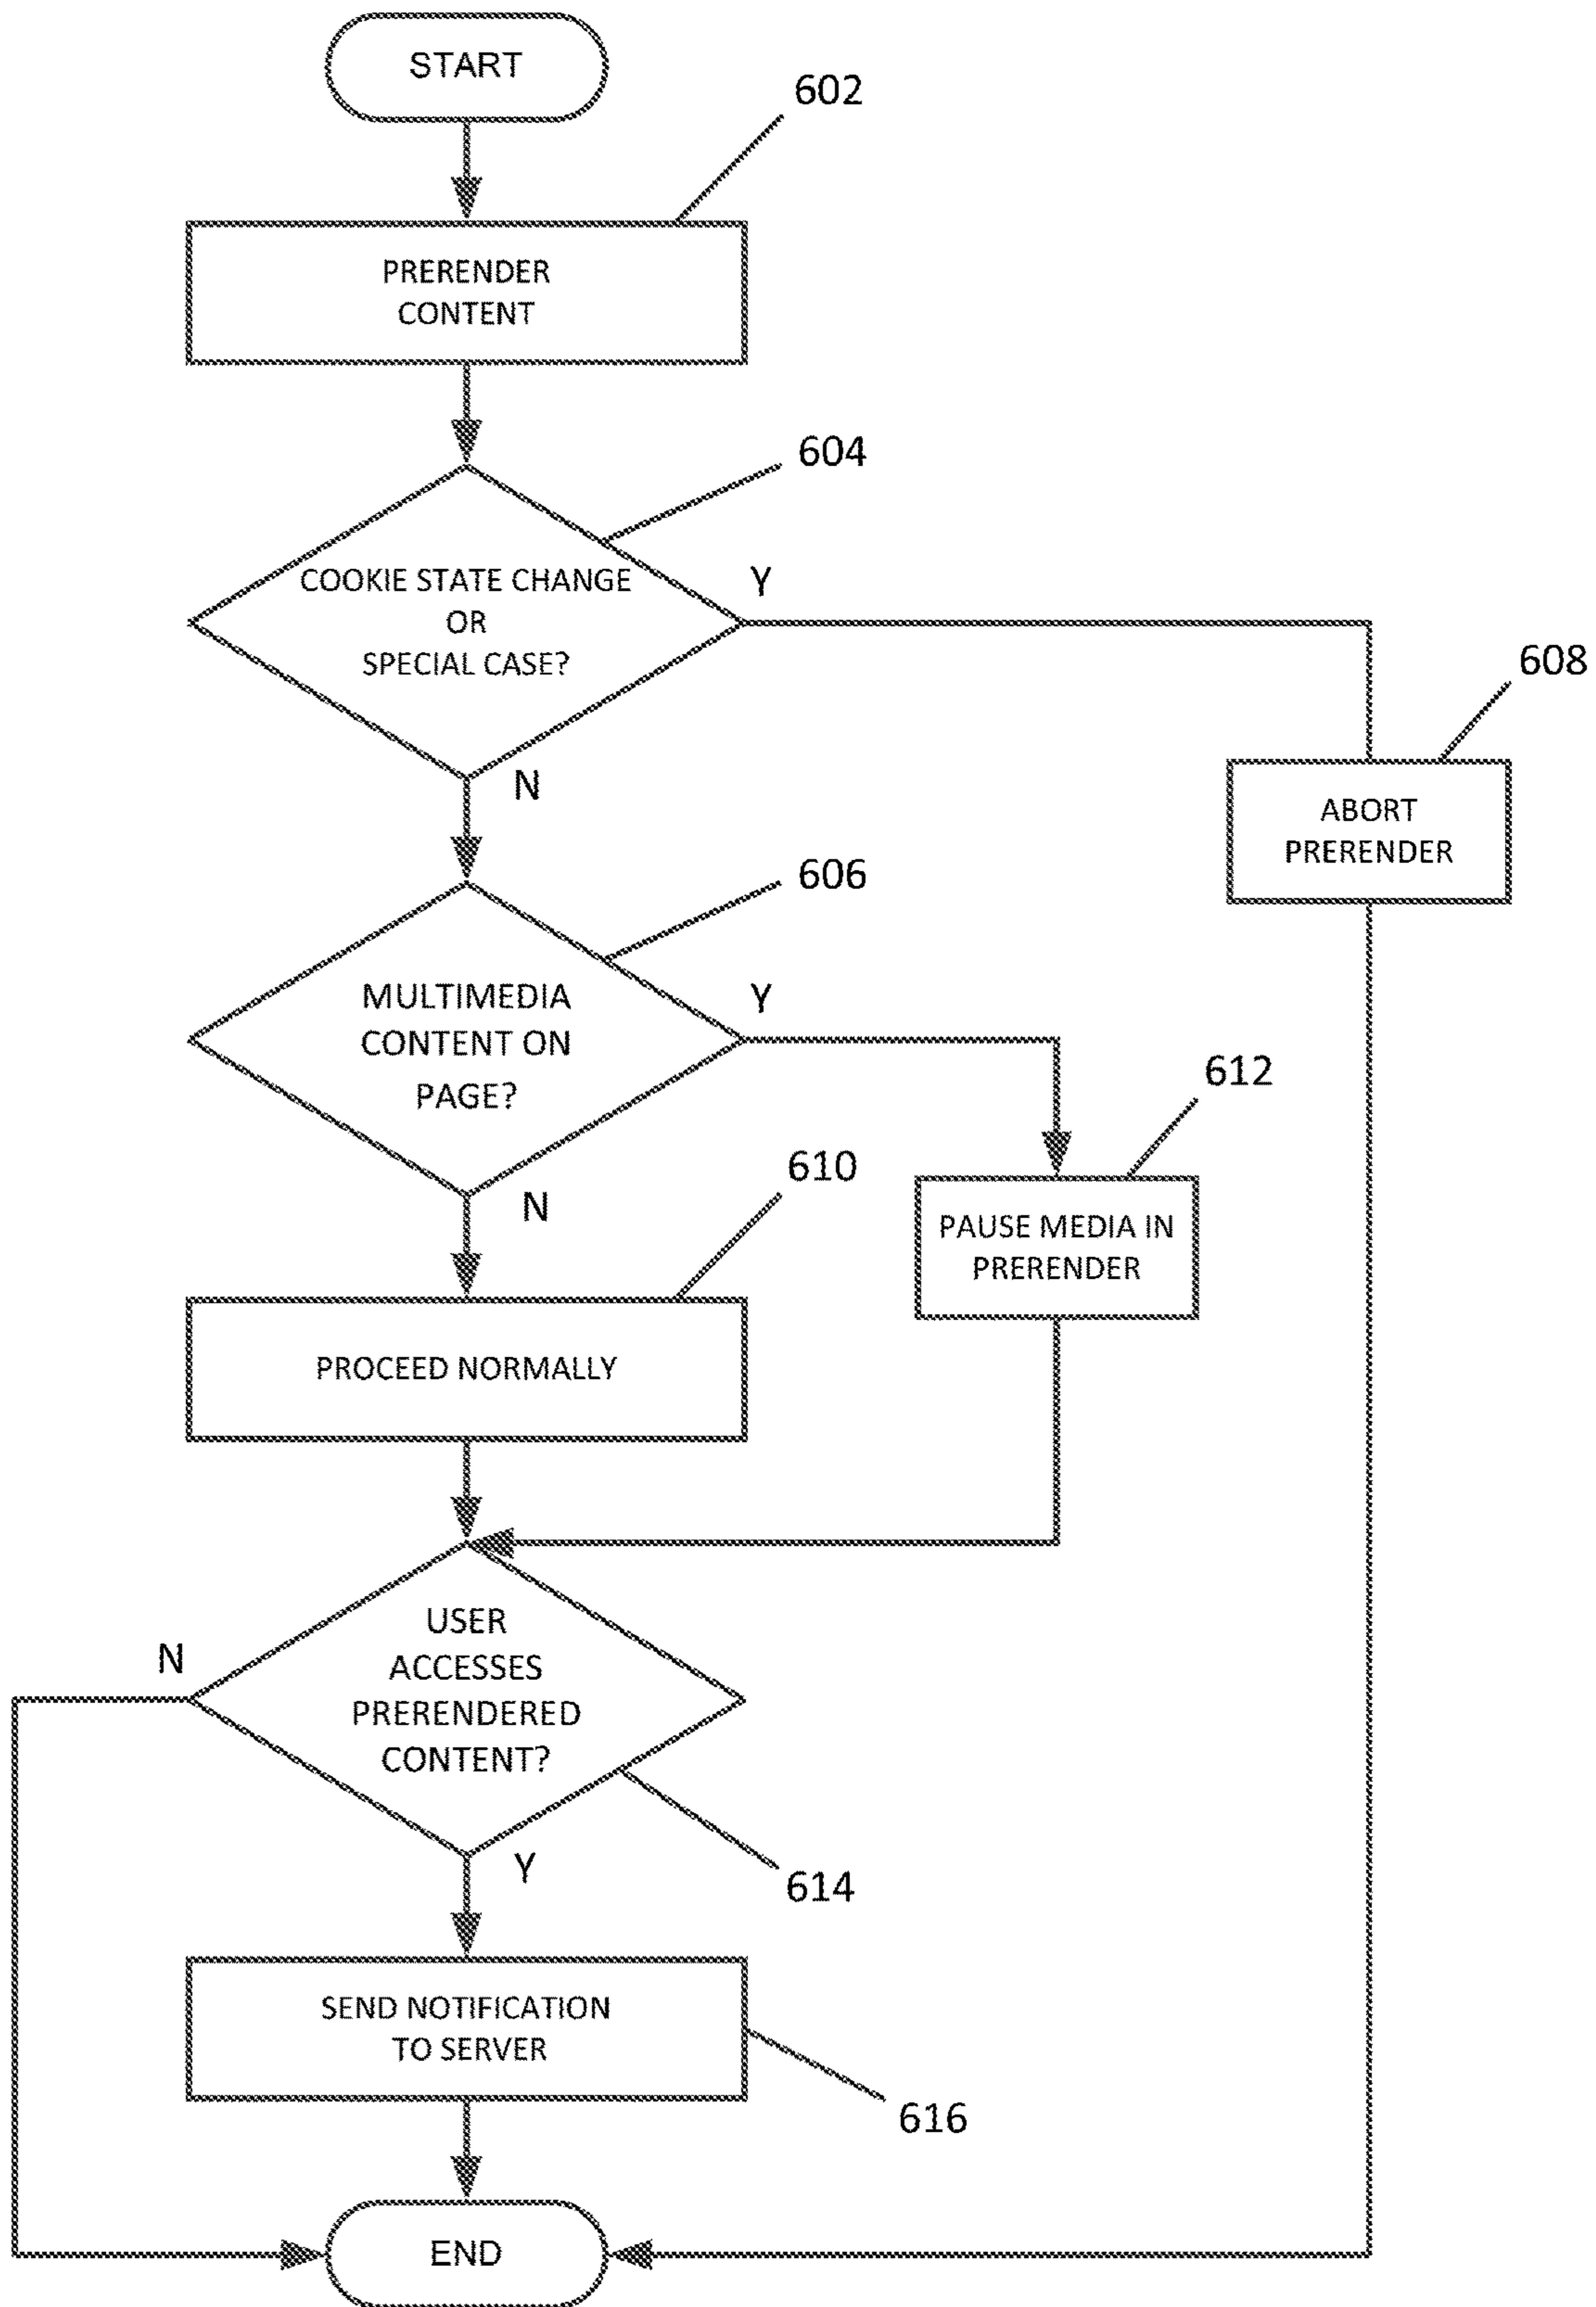 START
602
PRERENDER
CONTENT
604
COOKIE STATE CHANGE
OR
SPECIAL CASE?
Y
N
608
ABORT
PRERENDER
606
MULTIMEDIA
CONTENT ON
PAGE?
Y
N
612
PAUSE MEDIA IN
PRERENDER
610
PROCEED NORMALLY
USER
ACCESSES
PRERENDERED
CONTENT?
N
Y
614
SEND NOTIFICATION
TO SERVER
616
END